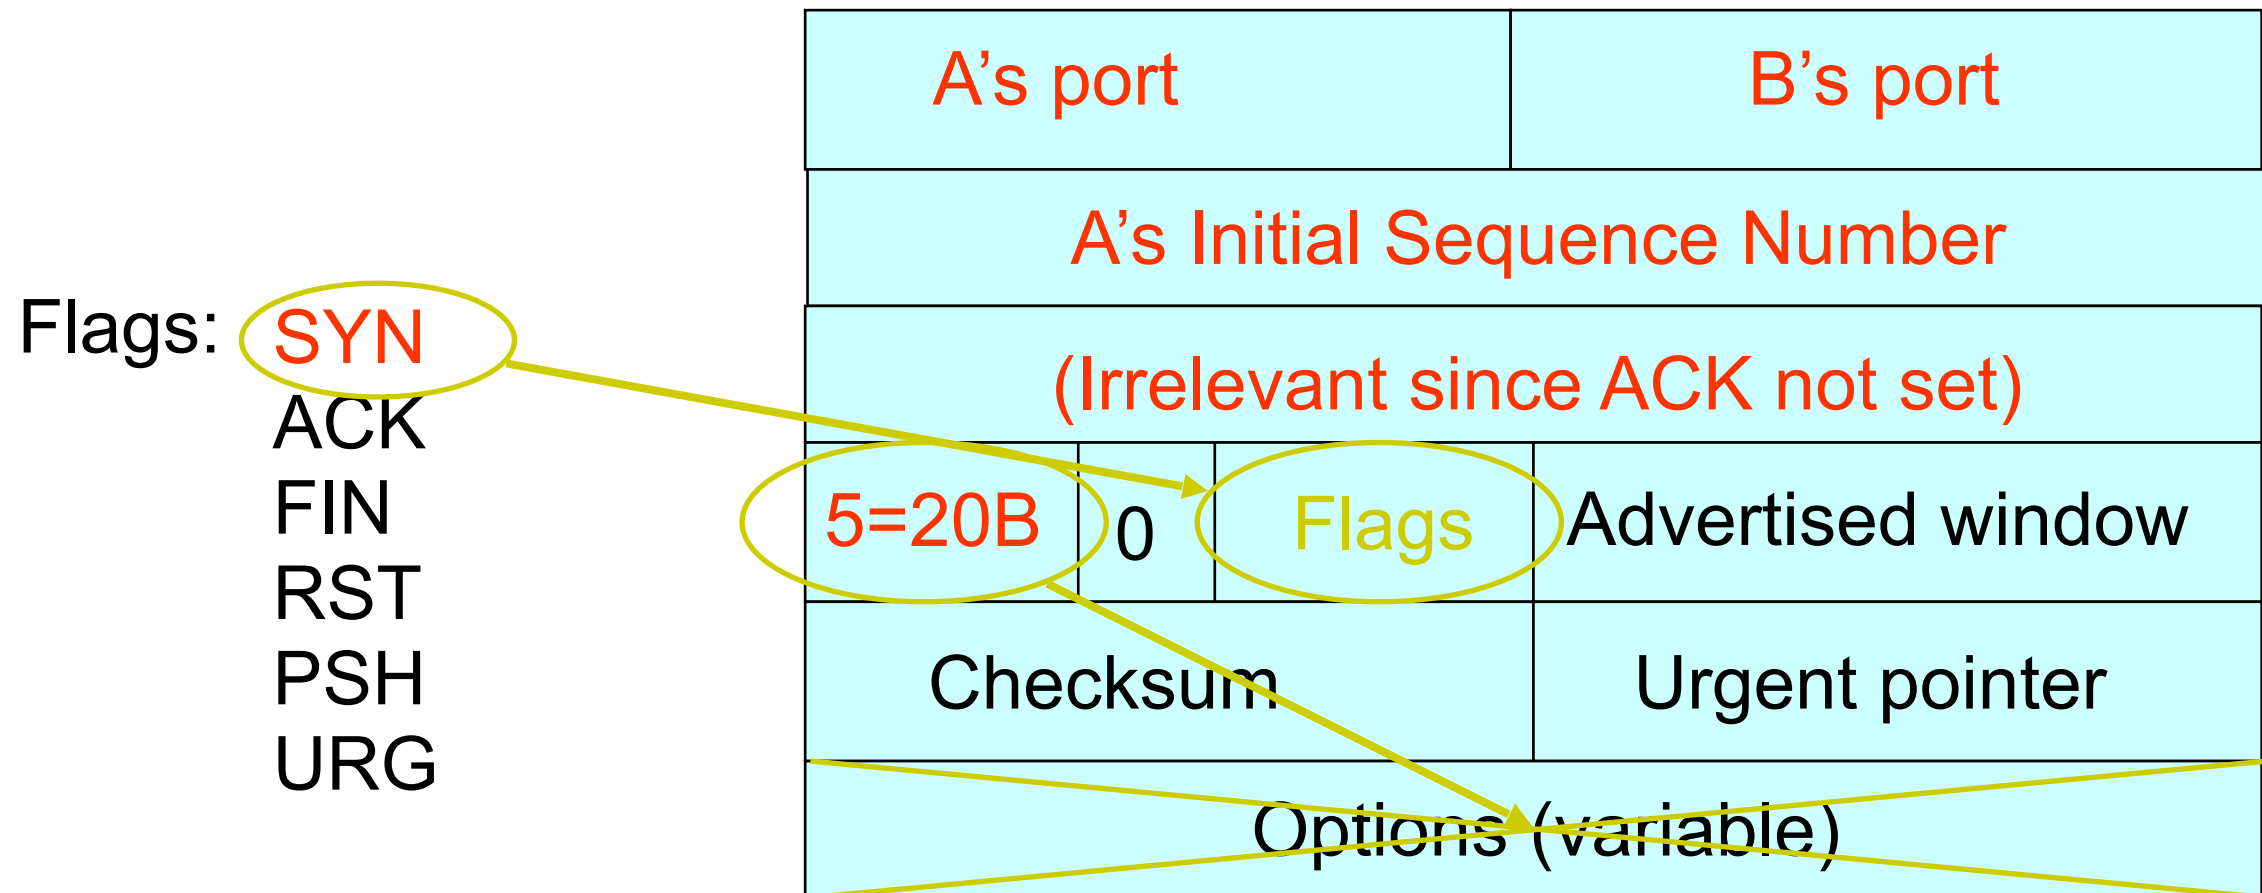 A’s port B’s port
A’s Initial Sequence Number
Flags: SYN
(Irrelevant since ACK not set)
ACK
FIN
RST
PSH
URG
5=20B 0 Flags Advertised window
Checksum Urgent pointer
Options (variable)